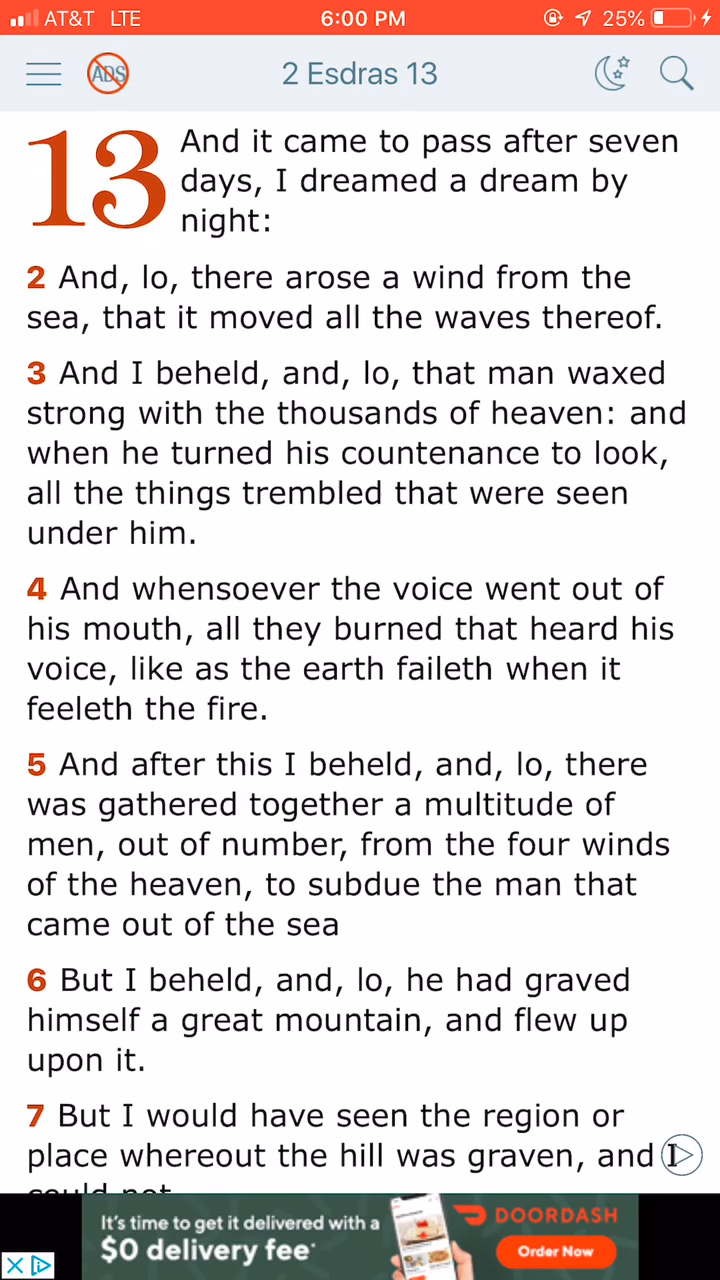 AT&T LTE 6:00 PM 25%
ADS 2 Esdras 13
13 And it came to pass after seven
days, I dreamed a dream by
night:
2 And, lo, there arose a wind from the
sea, that it moved all the waves thereof.
3 And I beheld, and, lo, that man waxed
strong with the thousands of heaven: and
when he turned his countenance to look,
all the things trembled that were seen
under him.
4 And whensoever the voice went out of
his mouth, all they burned that heard his
voice, like as the earth faileth when it
feeleth the fire.
5 And after this I beheld, and, lo, there
was gathered together a multitude of
men, out of number, from the four winds
of the heaven, to subdue the man that
came out of the sea
6 But I beheld, and, lo, he had graved
himself a great mountain, and flew up
upon it.
7 But I would have seen the region or
place whereout the hill was graven, and I
could not
It's time to get it delivered with a
$0 delivery fee*
DOORDASH
Order Now